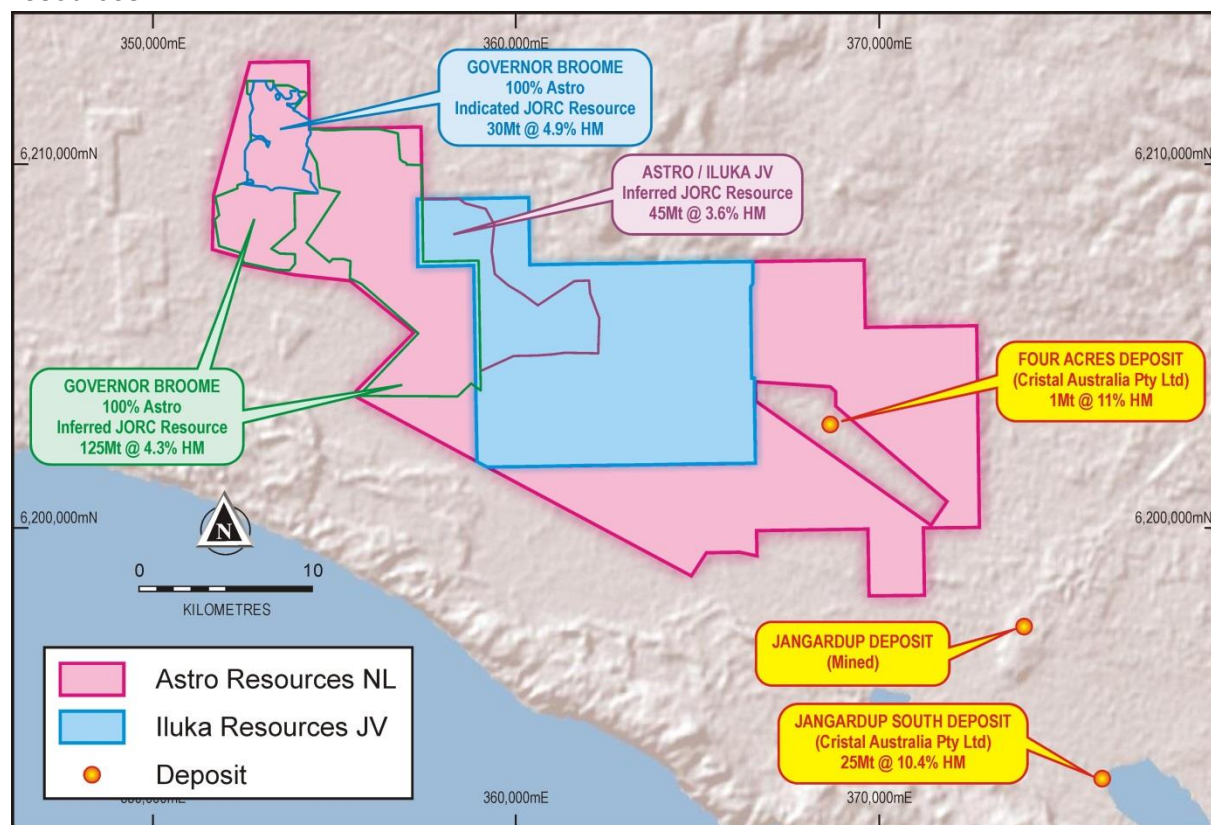 350,000mE
360,000mE
370,000mE
GOVERNOR BROOME
100% Astro
Indicated JORC Resource
30Mt @ 4.9% HM
6,210,000mN
6,210,000mN
ASTRO / ILUKA JV
Inferred JORC Resource
45Mt @ 3.6% HM
FOUR ACRES DEPOSIT
(Cristal Australia Pty Ltd)
1Mt @ 11% HM
GOVERNOR BROOME
100% Astro
Inferred JORC Resource
125Mt @ 4.3% HM
6,200,000mN
6,200,000mN
N
0
10
KILOMETRES
JANGARDUP DEPOSIT
(Mined)
Astro Resources NL
Iluka Resources JV
Deposit
JANGARDUP SOUTH DEPOSIT
(Cristal Australia Pty Ltd)
25Mt @ 10.4% HM
360,000mE
370,000mE